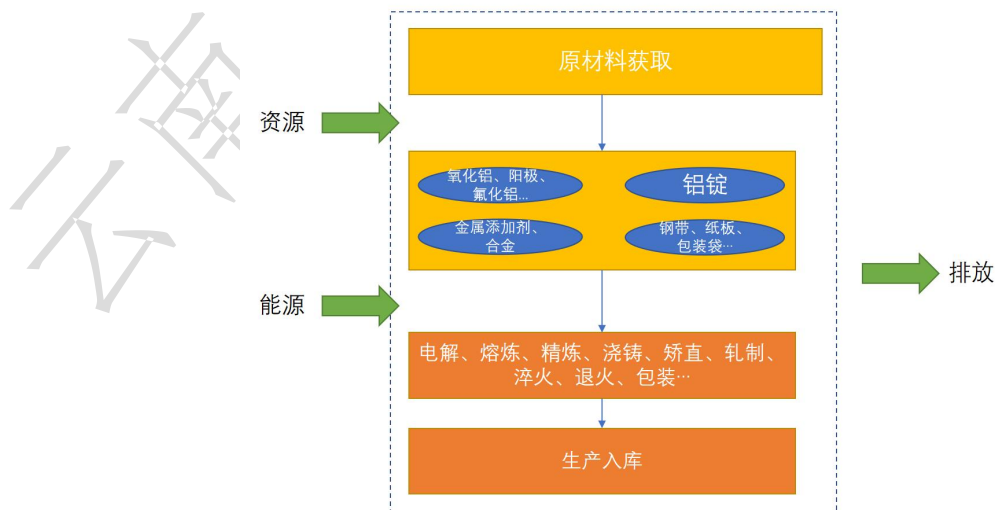 云南
原材料获取
资源
氧化铝、阳极、
氟化铝...
铝锭
金属添加剂、
合金
钢带、纸板、
包装袋...
排放
能源
电解、熔炼、精炼、浇铸、矫直、轧制、
淬火、退火、包装...
生产入库